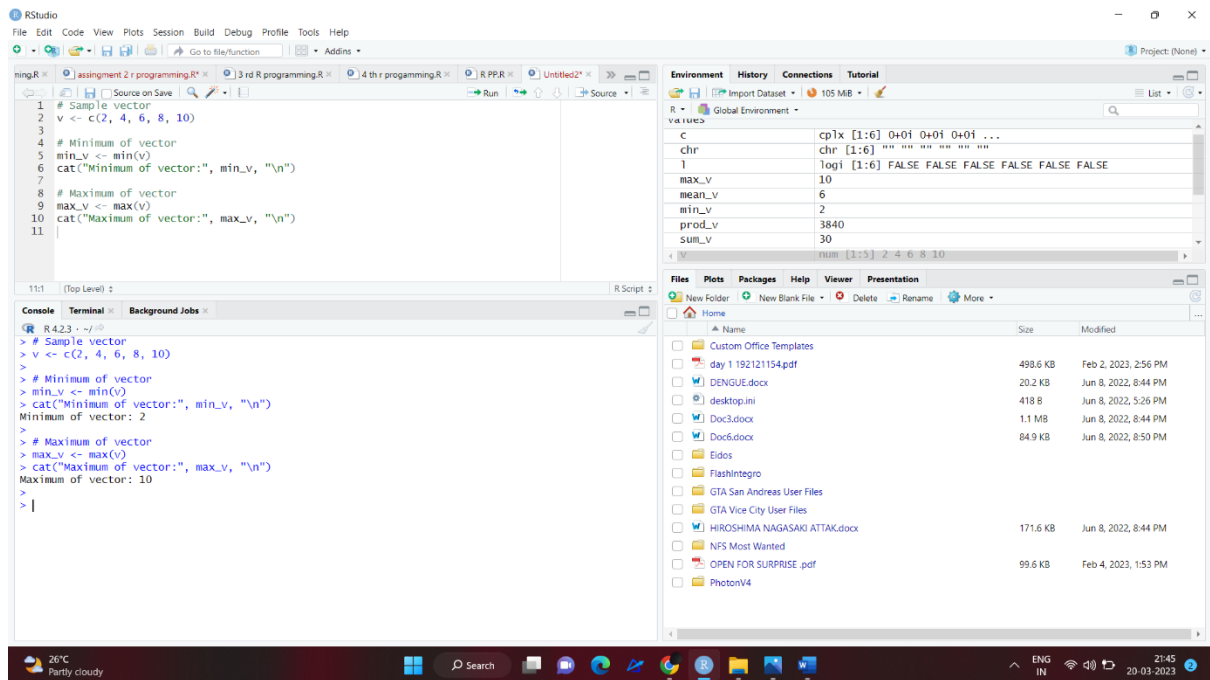 RStudio
File Edit Code View Plots Session Build Debug Profile Tools Help
Go to file/function Addins Project: (None)
ning.R assingment 2 r programming.R* 3 rd R programming.R 4 th r progamming.R R PP.R Untitled2*
Source on Save Run Source
1 # Sample vector
2 v <- c(2, 4, 6, 8, 10)
3
4 # Minimum of vector
5 min_v <- min(v)
6 cat("Minimum of vector:", min_v, "\n")
7
8 # Maximum of vector
9 max_v <- max(v)
10 cat("Maximum of vector:", max_v, "\n")
11
11:1 (Top Level) R Script
Console Terminal Background Jobs
R 4.2.3 · ~/
> # Sample vector
> v <- c(2, 4, 6, 8, 10)
>
> # Minimum of vector
> min_v <- min(v)
> cat("Minimum of vector:", min_v, "\n")
Minimum of vector: 2
>
> # Maximum of vector
> max_v <- max(v)
> cat("Maximum of vector:", max_v, "\n")
Maximum of vector: 10
>
>
Environment History Connections Tutorial
Import Dataset 105 MiB List
R Global Environment
values
c cplx [1:6] 0+0i 0+0i 0+0i ...
chr chr [1:6] "" "" "" "" "" ""
l logi [1:6] FALSE FALSE FALSE FALSE FALSE FALSE
max_v 10
mean_v 6
min_v 2
prod_v 3840
sum_v 30
v num [1:5] 2 4 6 8 10
Files Plots Packages Help Viewer Presentation
New Folder New Blank File Delete Rename More
Home ...
Name Size Modified
Custom Office Templates
day 1 192121154.pdf 498.6 KB Feb 2, 2023, 2:56 PM
DENGUE.docx 20.2 KB Jun 8, 2022, 8:44 PM
desktop.ini 418 B Jun 8, 2022, 5:26 PM
Doc3.docx 1.1 MB Jun 8, 2022, 8:44 PM
Doc6.docx 84.9 KB Jun 8, 2022, 8:50 PM
Eidos
FlashIntegro
GTA San Andreas User Files
GTA Vice City User Files
HIROSHIMA NAGASAKI ATTAK.docx 171.6 KB Jun 8, 2022, 8:44 PM
NFS Most Wanted
OPEN FOR SURPRISE .pdf 99.6 KB Feb 4, 2023, 1:53 PM
PhotonV4
26°C
Partly cloudy
Search
ENG
IN
21:45
20-03-2023
2